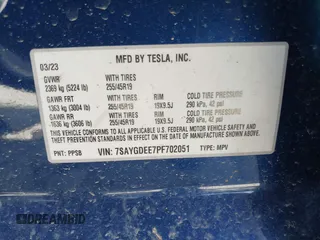 MFD BY TESLA, INC.
03/23
GVWR
2369 kg (5224 lb)
WITH TIRES
255/45R19
GAWR FRT
1363 kg (3004 lb)
WITH TIRES
255/45R19
RIM
19X9.5J
COLD TIRE PRESSURE
290 kPa, 42 psi
GAWR RR
1636 kg (3606 lb)
WITH TIRES
255/45R19
RIM
19X9.5J
COLD TIRE PRESSURE
290 kPa, 42 psi
THIS VEHICLE CONFORMS TO ALL APPLICABLE FEDERAL MOTOR VEHICLE
SAFETY AND THEFT PREVENTION STANDARDS IN EFFECT ON THE DATE OF
MANUFACTURE SHOWN ABOVE.
PNT: PPSB
VIN: 7SAYGDEE7PF702051
TYPE: MPV
DREAMBID